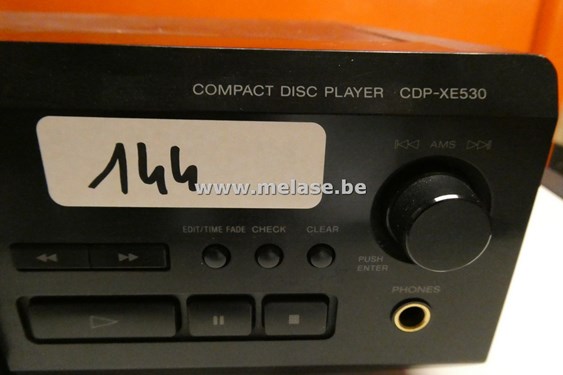 COMPACT DISC PLAYER CDP-XE530
144
www.melase.be
AMS
EDIT/TIME FADE CHECK CLEAR
PUSH
ENTER
PHONES